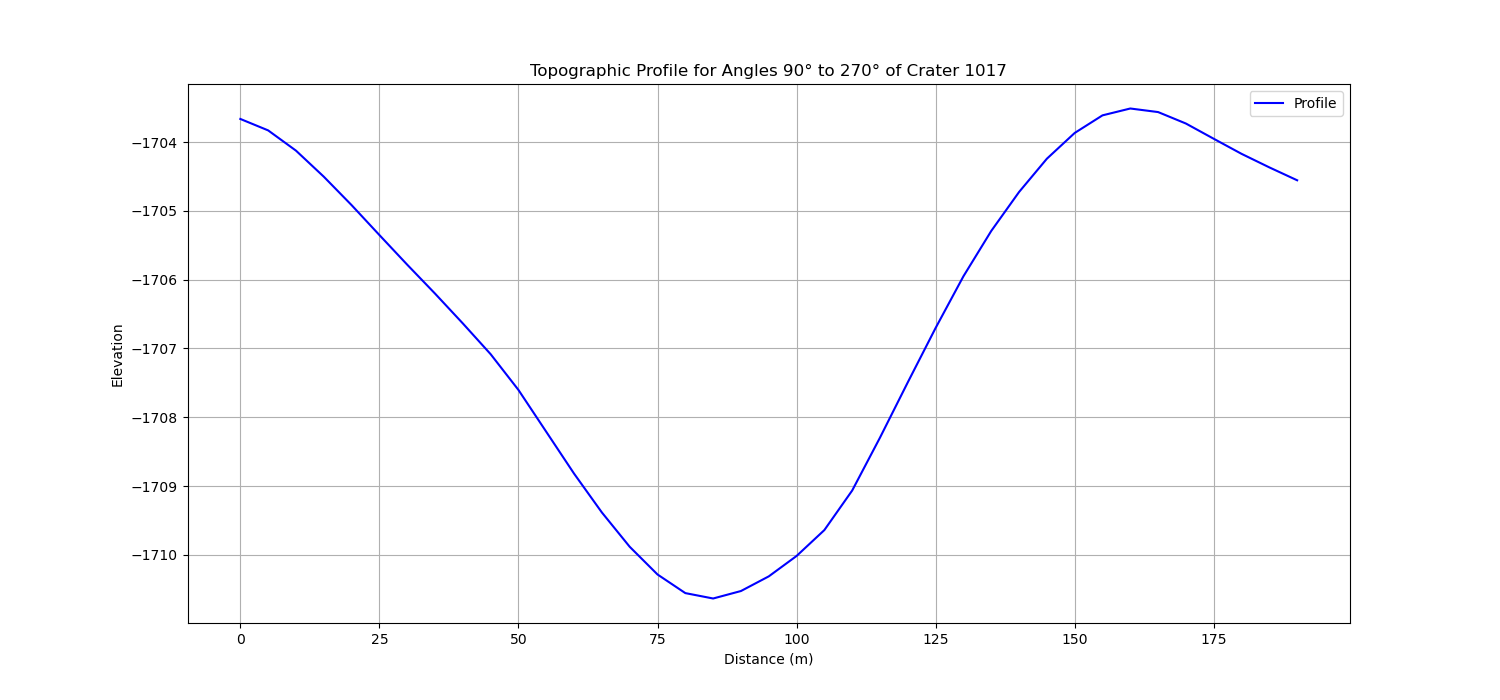 Topographic Profile for Angles 90° to 270° of Crater 1017
Profile
−1704
−1705
−1706
−1707
−1708
−1709
−1710
Elevation
0 25 50 75 100 125 150 175
Distance (m)